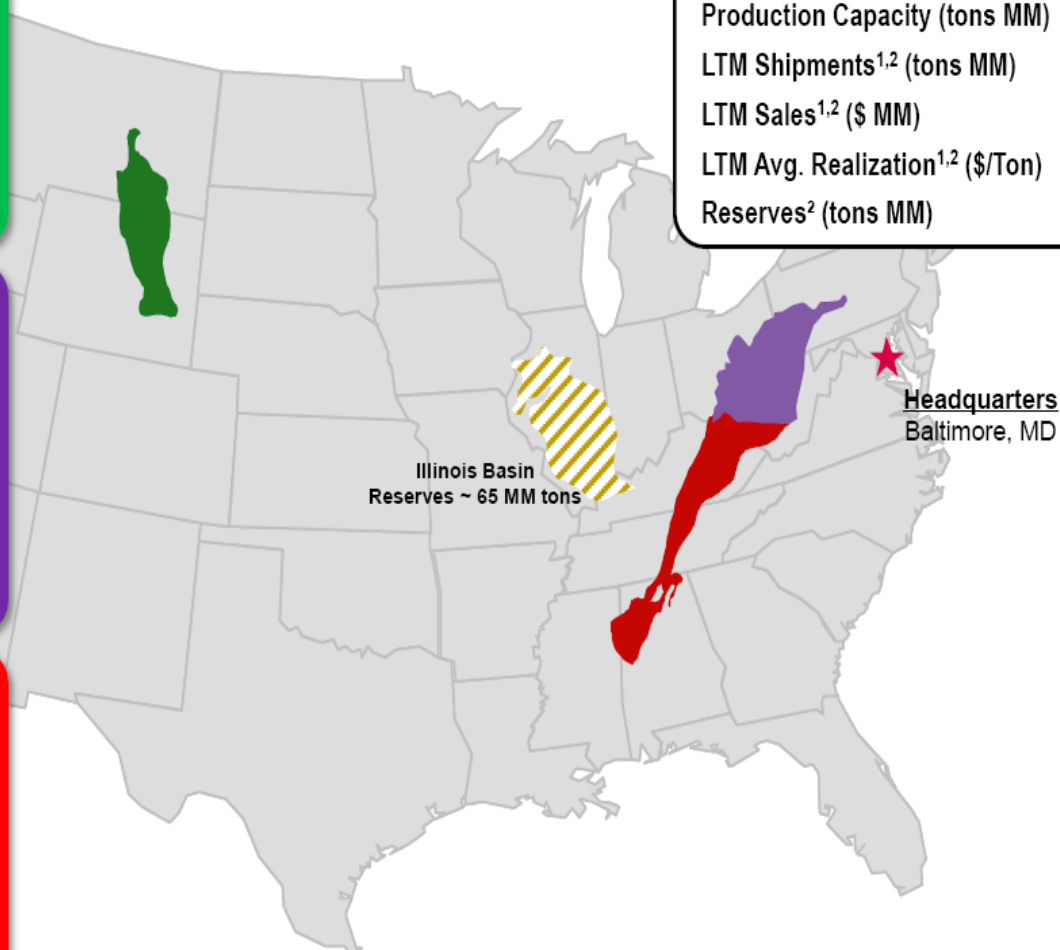 Production Capacity (tons MM)
LTM Shipments¹,² (tons MM)
LTM Sales¹,² ($ MM)
LTM Avg. Realization¹,² ($/Ton)
Reserves² (tons MM)
Headquarters
Baltimore, MD
Illinois Basin
Reserves ~ 65 MM tons